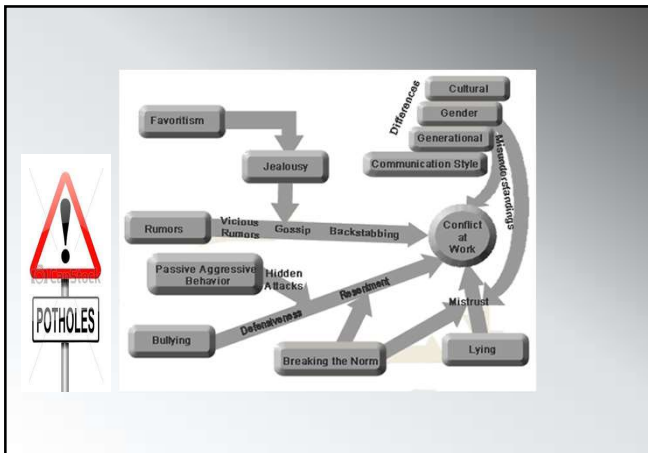 Cultural
Differences
Gender
Favoritism
Generational
Misunderstandings
Communication Style
Jealousy
Rumors
Vicious
Rumors
Gossip
Backstabbing
Conflict
at
Work
Passive Aggressive
Behavior
Hidden
Attacks
Resentment
Defensiveness
Mistrust
Bullying
Breaking the Norm
Lying
POTHOLES